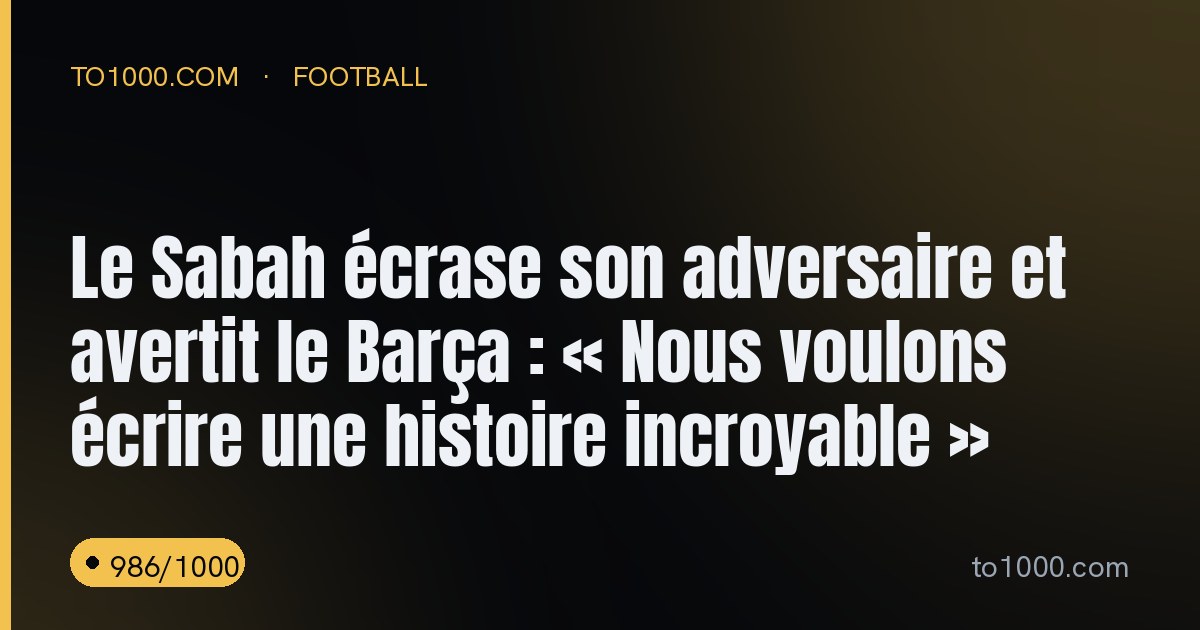 TO1000.COM · FOOTBALL
Le Sabah écrase son adversaire et
avertit le Barça : « Nous voulons
écrire une histoire incroyable »
986/1000
to1000.com